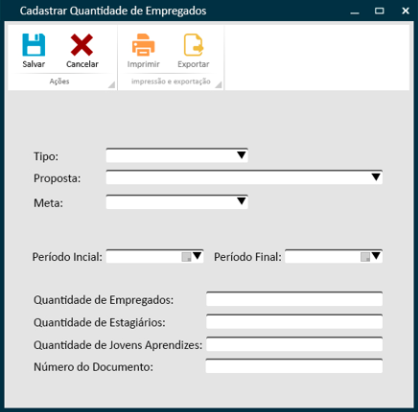 Cadastrar Quantidade de Empregados
Salvar Cancelar Imprimir Exportar
Ações impressão e exportação
Tipo:
Proposta:
Meta:
Período Incial: Período Final:
Quantidade de Empregados:
Quantidade de Estagiários:
Quantidade de Jovens Aprendizes:
Número do Documento: